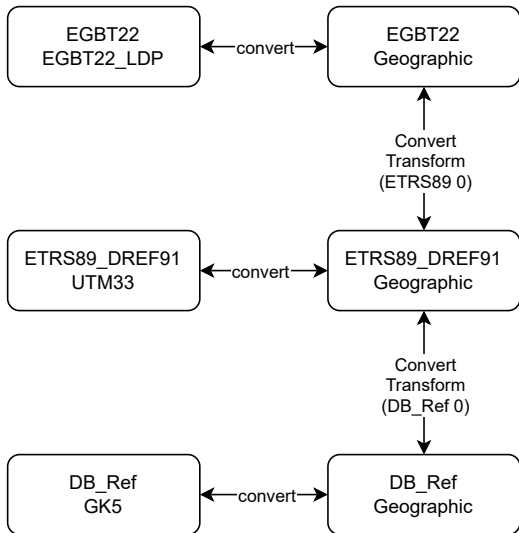 EGBT22
EGBT22_LDP
convert
EGBT22
Geographic
Convert
Transform
(ETRS89 0)
ETRS89_DREF91
UTM33
convert
ETRS89_DREF91
Geographic
Convert
Transform
(DB_Ref 0)
DB_Ref
GK5
convert
DB_Ref
Geographic